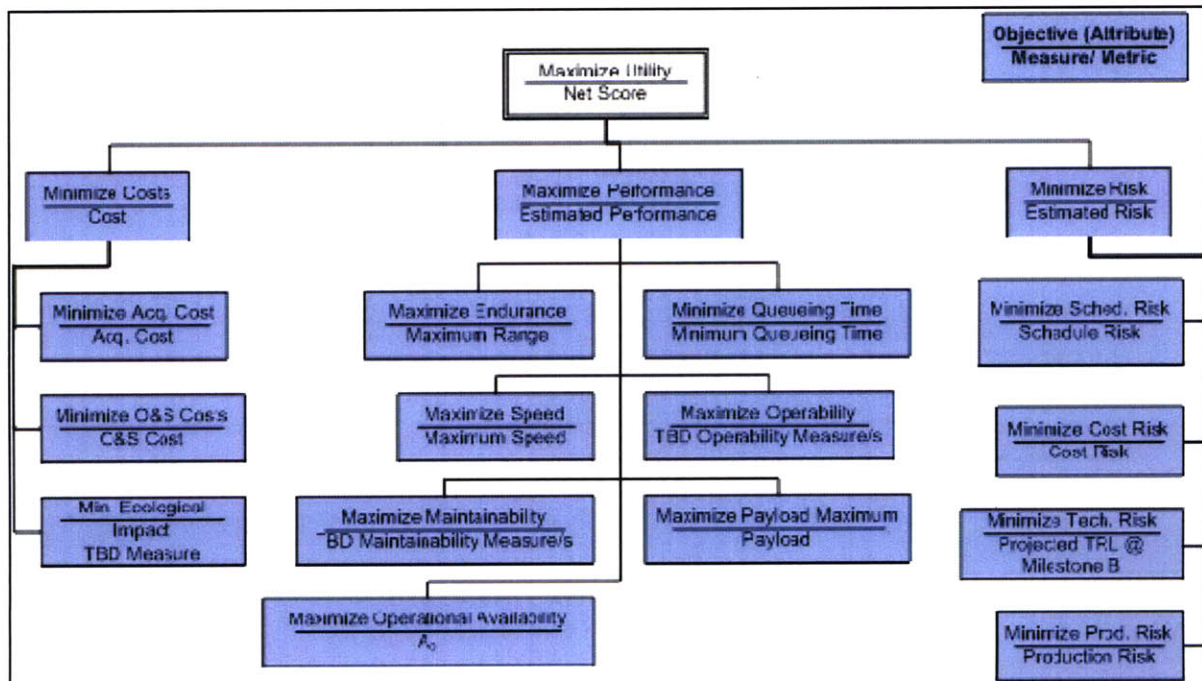 Objective (Attribute)
Measure/ Metric
Maximize Utility
Net Score
Minimize Costs
Cost
Maximize Performance
Estimated Performance
Minimize Risk
Estimated Risk
Minimize Acq. Cost
Acq. Cost
Maximize Endurance
Maximum Range
Minimize Queueing Time
Minimum Queueing Time
Minimize Sched. Risk
Schedule Risk
Minimize O&S Costs
O&S Cost
Maximize Speed
Maximum Speed
Maximize Operability
TBD Operability Measure/s
Minimize Cost Risk
Cost Risk
Min. Ecological
Impact
TBD Measure
Maximize Maintainability
TBD Maintainability Measure/s
Maximize Payload Maximum
Payload
Minimize Tech. Risk
Projected TRL @
Milestone B
Maximize Operational Availability
Ao
Minimize Prod. Risk
Production Risk